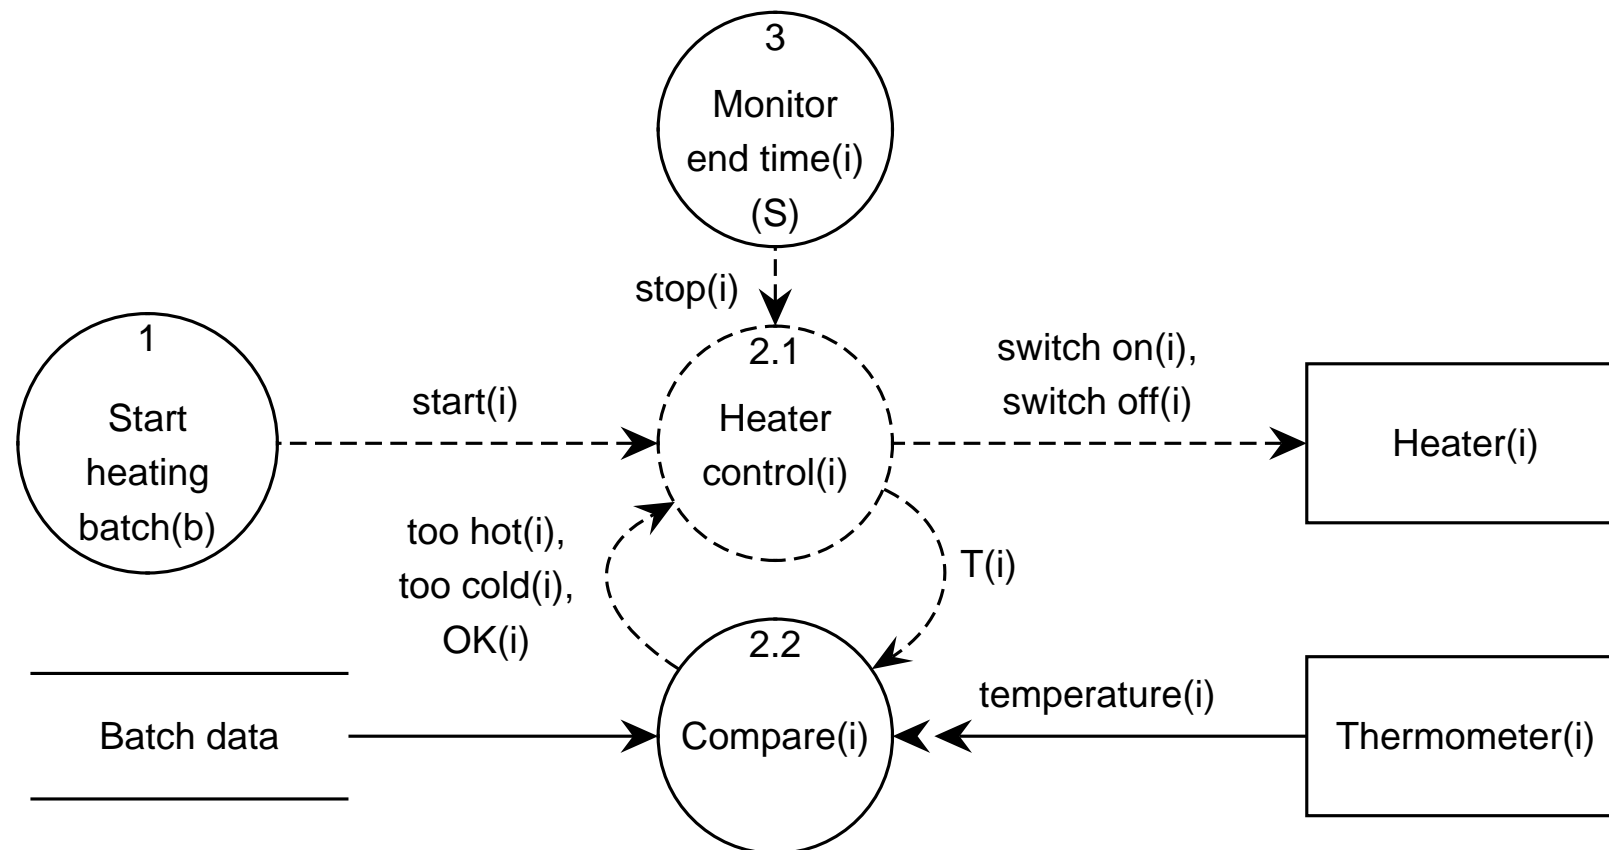 3
Monitor
end time(i)
(S)
stop(i)
1
Start
heating
batch(b)
start(i)
2.1
Heater
control(i)
switch on(i),
switch off(i)
Heater(i)
too hot(i),
too cold(i),
OK(i)
T(i)
2.2
Compare(i)
Batch data
temperature(i)
Thermometer(i)